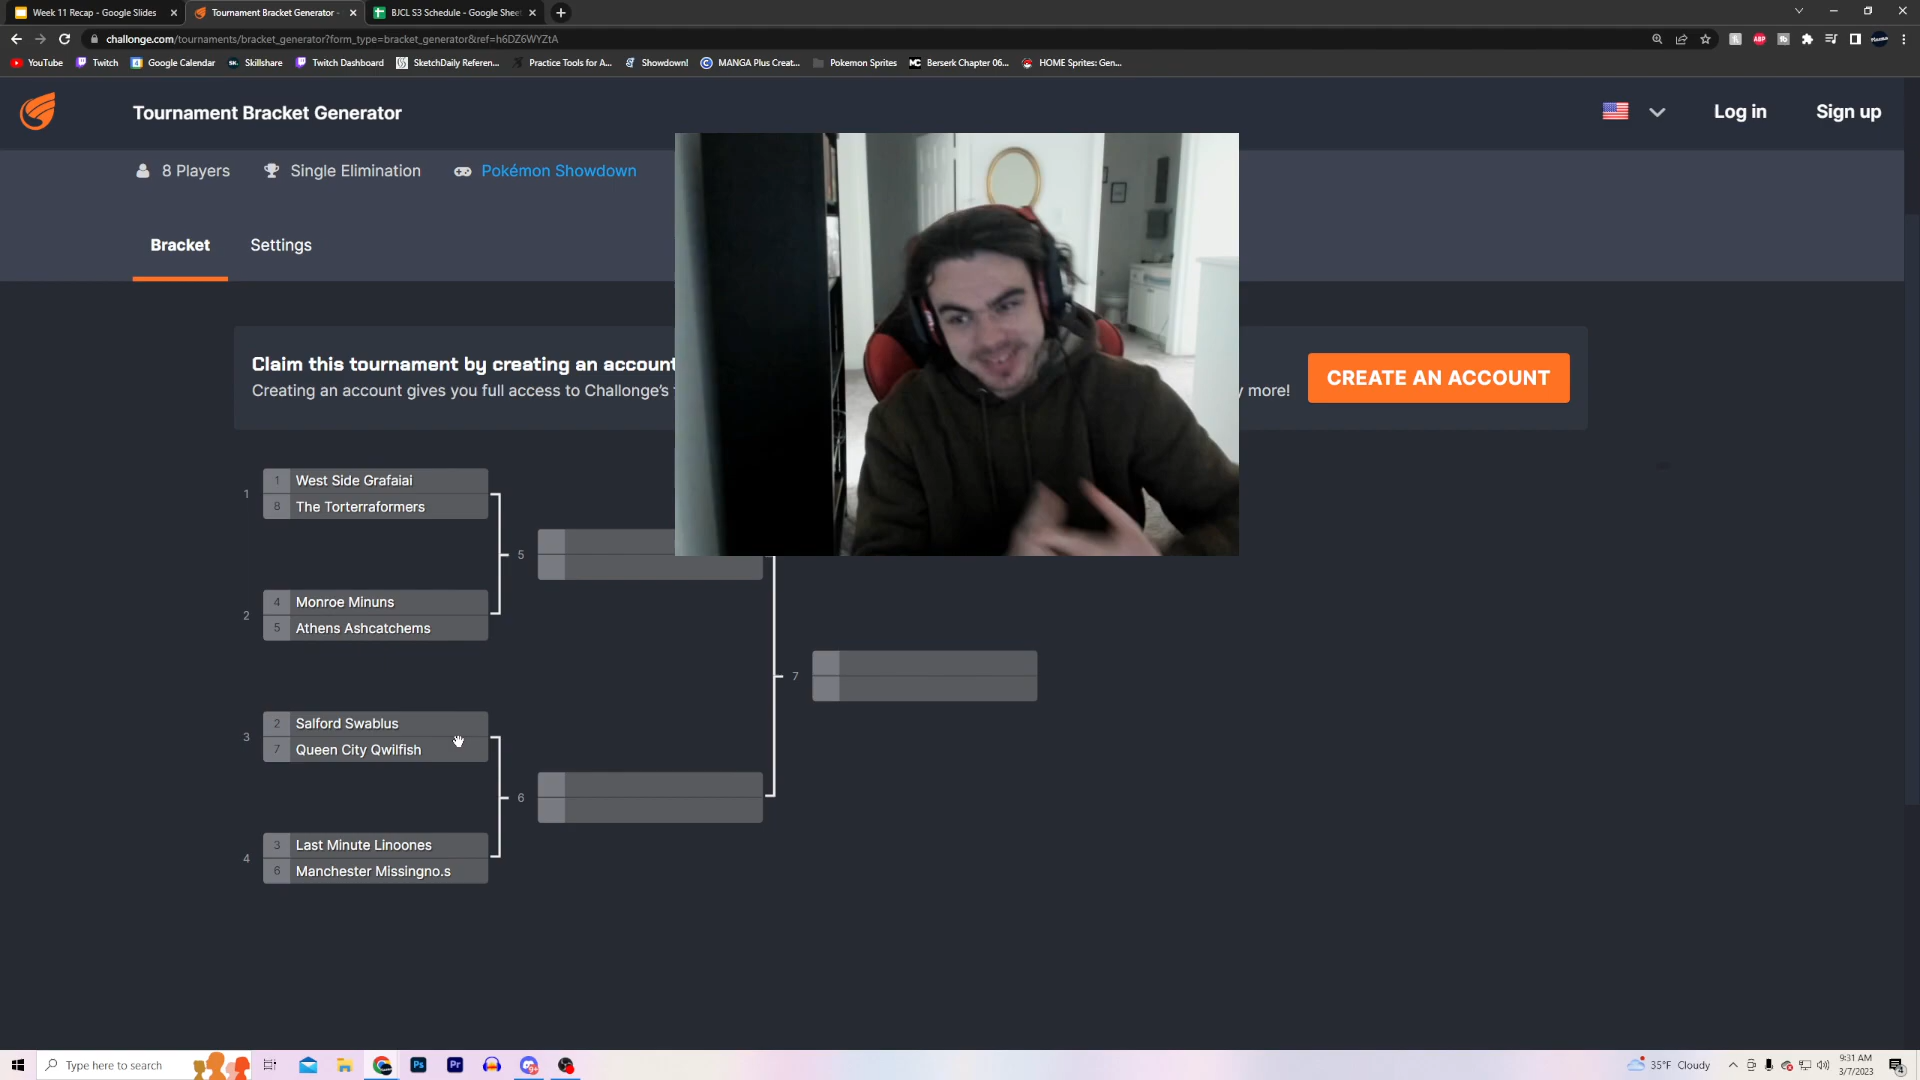 Week 11 Recap - Google Slides
Tournament Bracket Generator -
BJCL S3 Schedule - Google Shee
challonge.com/tournaments/bracket_generator?form_type=bracket_generator&ref=h6DZ6WYZtA
YouTube Twitch Google Calendar Skillshare Twitch Dashboard SketchDaily Referen... Practice Tools for A... Showdown! MANGA Plus Creat... Pokemon Sprites Berserk Chapter 06... HOME Sprites: Gen...
Tournament Bracket Generator
Log in Sign up
8 Players Single Elimination Pokémon Showdown
Bracket Settings
Claim this tournament by creating an account
Creating an account gives you full access to Challonge's
y more!
CREATE AN ACCOUNT
1
1 West Side Grafaiai
8 The Torterraformers
5
2
4 Monroe Minuns
5 Athens Ashcatchems
7
3
2 Salford Swablus
7 Queen City Qwilfish
6
4
3 Last Minute Linoones
6 Manchester Missingno.s
Type here to search
35°F Cloudy
9:31 AM
3/7/2023